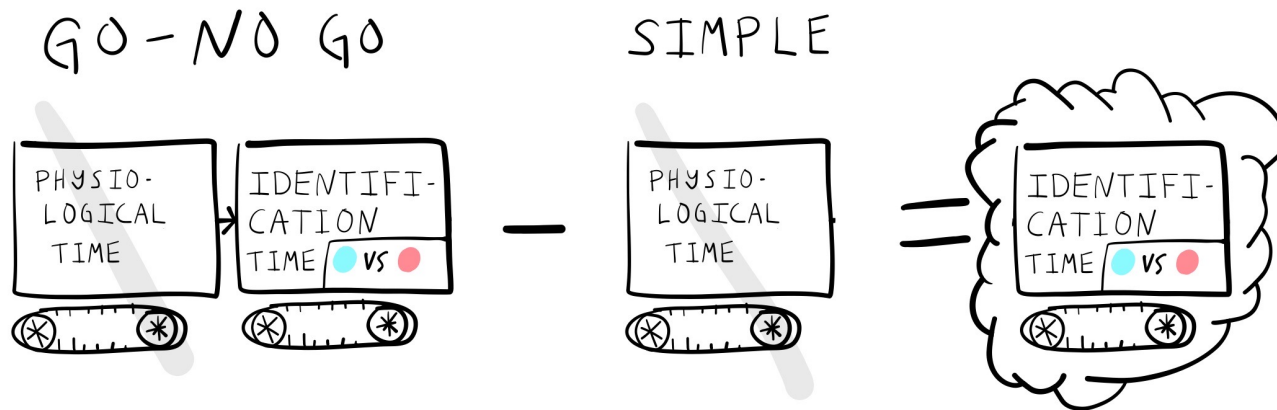 GO-NO GO
SIMPLE
PHYSIO-
LOGICAL
TIME
IDENTIFI-
CATION
TIME VS
−
PHYSIO-
LOGICAL
TIME
=
IDENTIFI-
CATION
TIME VS